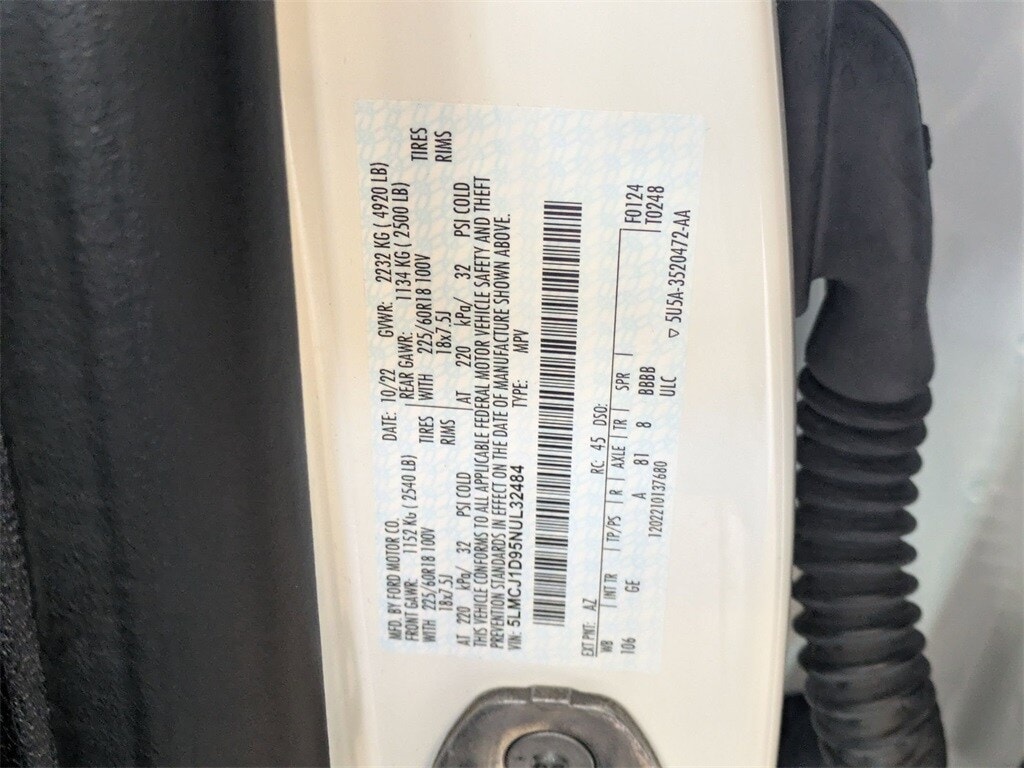 MFD. BY FORD MOTOR CO.
DATE: 10/22 GVWR: 2232 KG ( 4920 LB)
FRONT GAWR: 1152 KG ( 2540 LB)
REAR GAWR: 1134 KG ( 2500 LB)
WITH 225/60R18 100V TIRES
WITH 225/60R18 100V TIRES
18x7.5J RIMS
18x7.5J RIMS
AT 220 kPa/ 32 PSI COLD
AT 220 kPa/ 32 PSI COLD
THIS VEHICLE CONFORMS TO ALL APPLICABLE FEDERAL MOTOR VEHICLE SAFETY AND THEFT
PREVENTION STANDARDS IN EFFECT ON THE DATE OF MANUFACTURE SHOWN ABOVE.
VIN: 5LMCJ1D95NUL32484 TYPE: MPV
EXT PNT: AZ RC: 45 DSO: F0124
WB INT TR TP/PS R AXLE TR SPR T0248
106 GE A 81 8 BBBB
120221013​7680 ULC ▽ 5U5A-3520472-AA